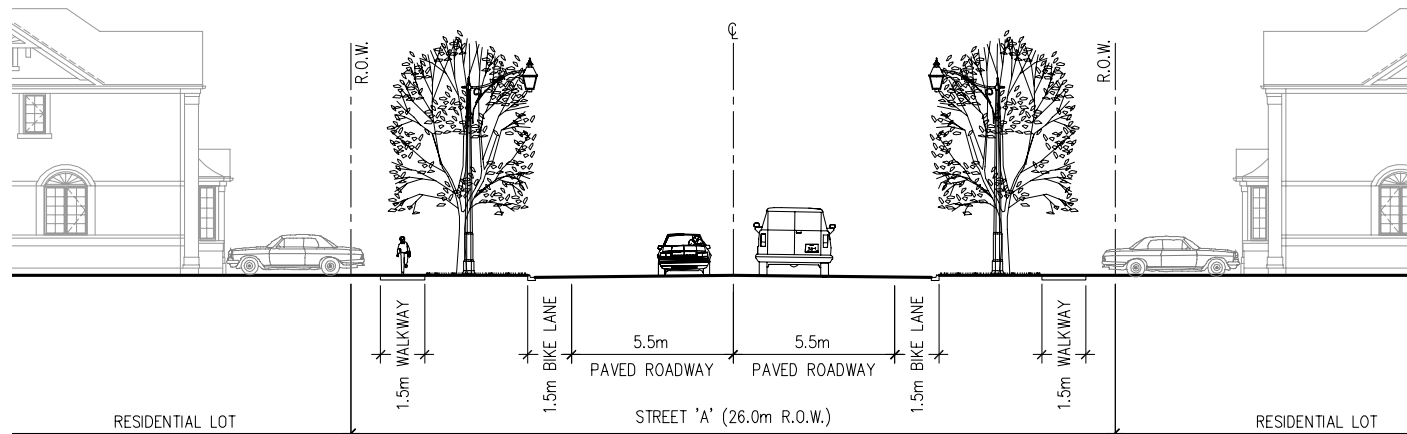 ℄
R.O.W.
R.O.W.
1.5m WALKWAY
1.5m BIKE LANE
5.5m
PAVED ROADWAY
5.5m
PAVED ROADWAY
1.5m BIKE LANE
1.5m WALKWAY
RESIDENTIAL LOT
STREET 'A' (26.0m R.O.W.)
RESIDENTIAL LOT